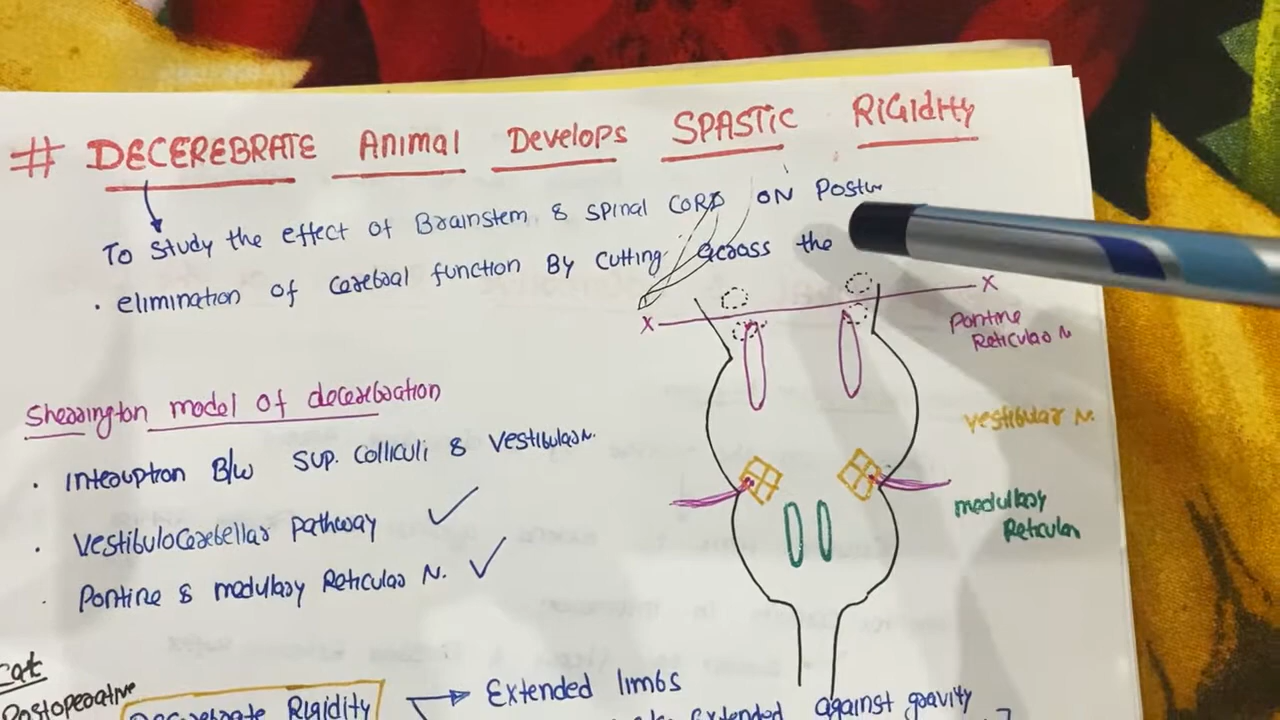 # DECEREBRATE Animal Develops SPASTIC RIGIdity
To Study the effect of Brainstem & spinal CORD ON Postu
. elimination of cerebral function By cutting across the
X X
Pontine
Reticular N
Sherrington model of decerebration
vestibular N.
. Interruption B/w sup. colliculi & vestibular N.
medullary
Reticular
. vestibulocerebellar pathway ✓
. Pontine & medullary Reticular N. ✓
Cat
Postoperative
Decerebrate Rigidity
Extended limbs
Extended against gravity